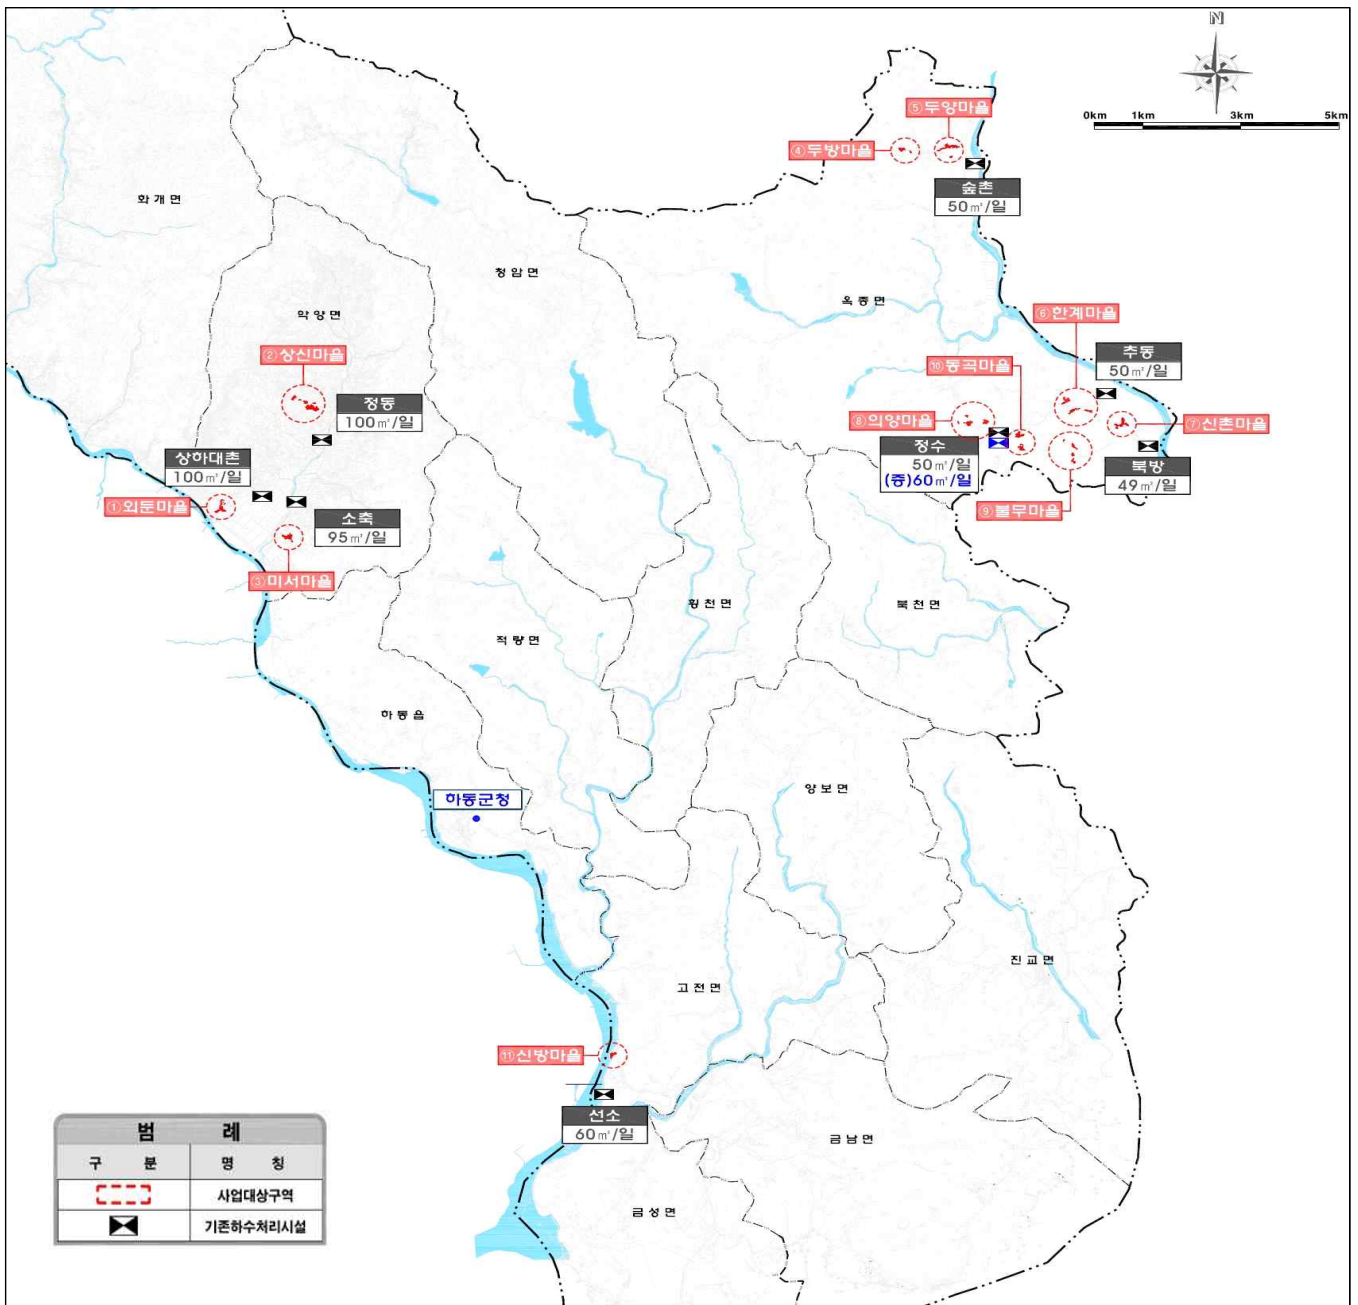 N
0km 1km 3km 5km
⑤두양마을
④두방마을
숲촌
50㎥/일
화개면
청암면
옥종면
악양면
⑥한계마을
②상신마을
추동
50㎥/일
⑩동곡마을
정동
100㎥/일
⑧의양마을
⑦신촌마을
정수
50㎥/일
(증)60㎥/일
상하대촌
100㎥/일
북방
49㎥/일
①외둔마을
⑨불무마을
소축
95㎥/일
③미서마을
횡천면
북천면
적량면
하동읍
양보면
하동군청
진교면
고전면
⑪신방마을
선소
60㎥/일
금남면
금성면
범 례
구 분 명 칭
사업대상구역
기존하수처리시설